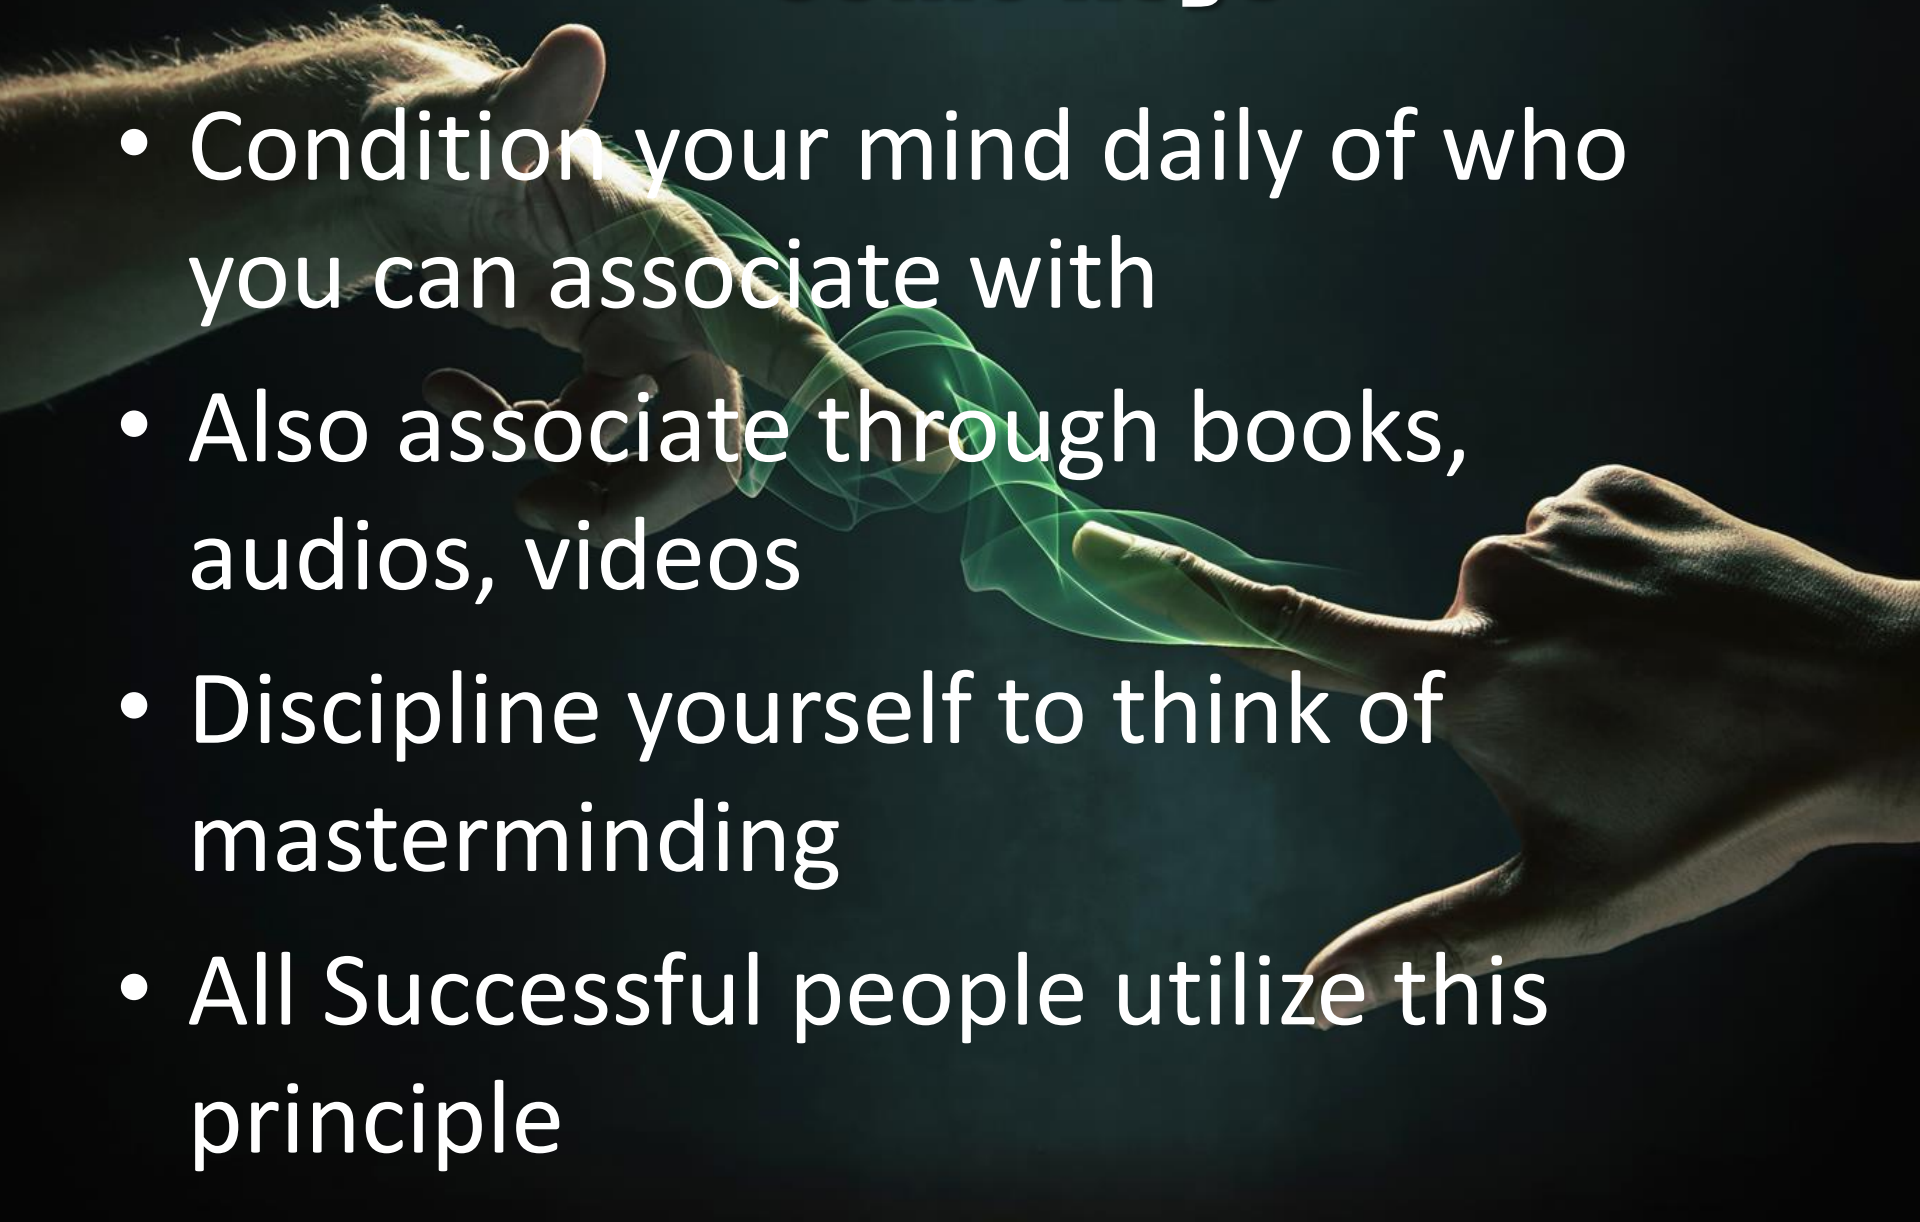 • Condition your mind daily of who
you can associate with
• Also associate through books,
audios, videos
• Discipline yourself to think of
masterminding
• All Successful people utilize this
principle